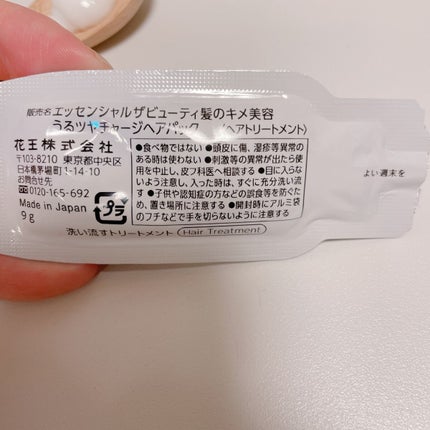 販売名エッセンシャルザビューティ髪のキメ美容
うるツヤチャージヘアパック 〈ヘアトリートメント〉
花王株式会社
〒103-8210 東京都中央区
日本橋茅場町1-14-10
お問合せ先
0120-165-692
Made in Japan
9g
プラ
●食べ物ではない ●頭皮に傷、湿疹等異常の
ある時は使わない ●刺激等の異常が出たら使
用を中止し、皮フ科医へ相談する ●目に入らな
いよう注意し、入った時は、すぐに充分洗い流
す ●子供や認知症の方などの誤食等を防ぐた
め、置き場所に注意する ●開封時にアルミ袋
のフチなどで手を切らないように注意する
洗い流すトリートメント Hair Treatment
よい週末を